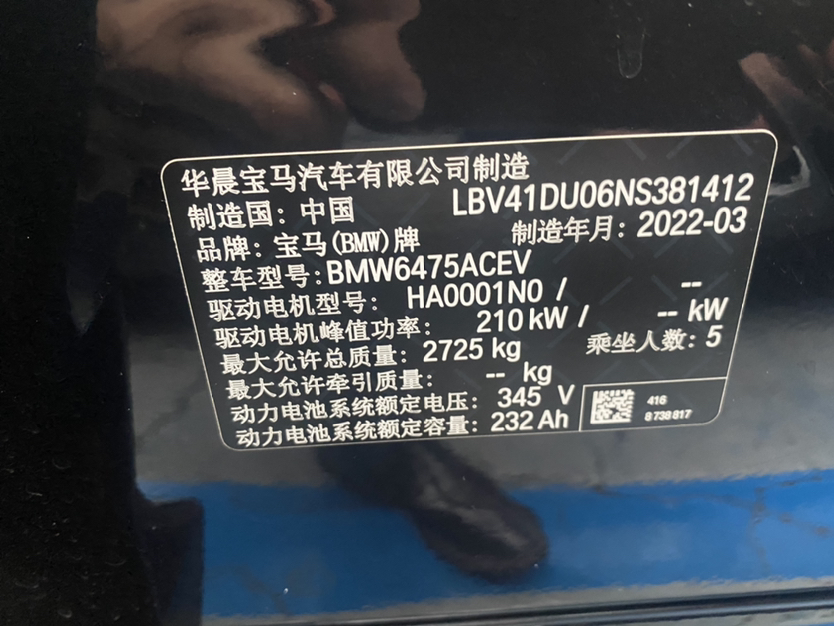 华晨宝马汽车有限公司制造
制造国: 中国 LBV41DU06NS381412
品牌: 宝马(BMW)牌 制造年月: 2022-03
整车型号: BMW6475ACEV
驱动电机型号: HA0001N0 / --
驱动电机峰值功率: 210 kW / -- kW
最大允许总质量: 2725 kg 乘坐人数: 5
最大允许牵引质量: -- kg
动力电池系统额定电压: 345 V
动力电池系统额定容量: 232 Ah
416
8 738 817